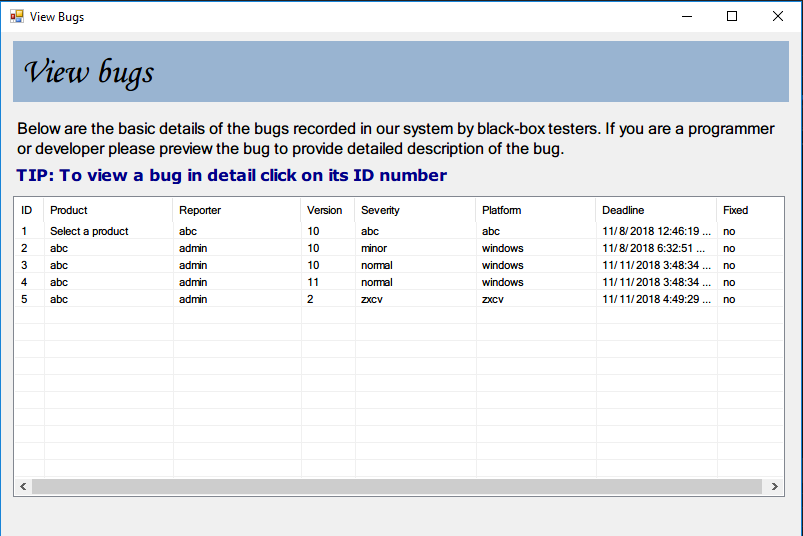 View Bugs
View bugs
Below are the basic details of the bugs recorded in our system by black-box testers. If you are a programmer
or developer please preview the bug to provide detailed description of the bug.
TIP: To view a bug in detail click on its ID number
ID Product Reporter Version Severity Platform Deadline Fixed
1 Select a product abc 10 abc abc 11/8/2018 12:46:19 ... no
2 abc admin 10 minor windows 11/8/2018 6:32:51 ... no
3 abc admin 10 normal windows 11/11/2018 3:48:34 ... no
4 abc admin 11 normal windows 11/11/2018 3:48:34 ... no
5 abc admin 2 zxcv zxcv 11/11/2018 4:49:29 ... no